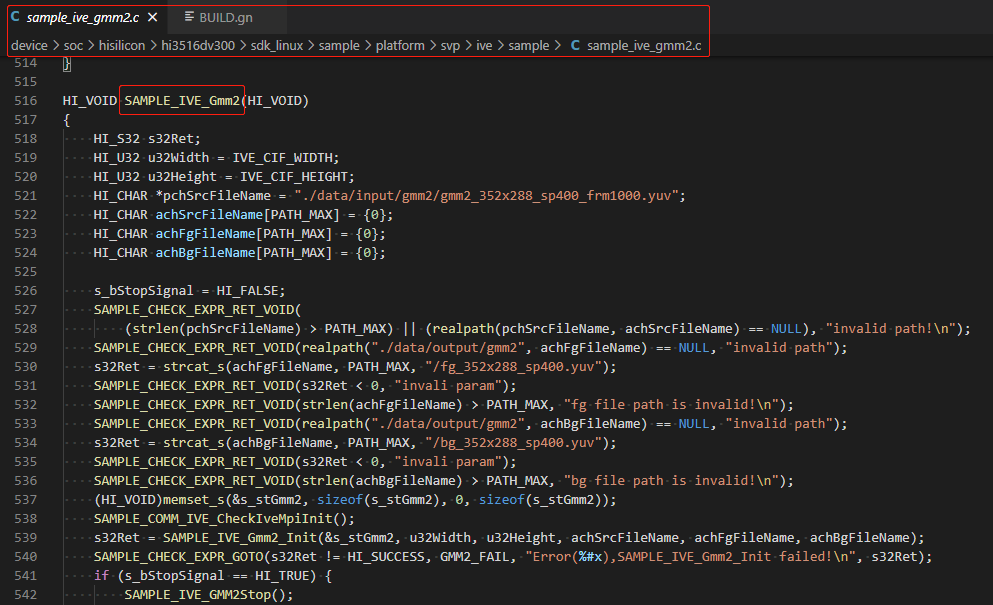 C sample_ive_gmm2.c × BUILD.gn
device > soc > hisilicon > hi3516dv300 > sdk_linux > sample > platform > svp > ive > sample > C sample_ive_gmm2.c
514 }
515
516 HI_VOID SAMPLE_IVE_Gmm2(HI_VOID)
517 {
518 ····HI_S32 s32Ret;
519 ····HI_U32 u32Width = IVE_CIF_WIDTH;
520 ····HI_U32 u32Height = IVE_CIF_HEIGHT;
521 ····HI_CHAR *pchSrcFileName = "./data/input/gmm2/gmm2_352x288_sp400_frm1000.yuv";
522 ····HI_CHAR achSrcFileName[PATH_MAX] = {0};
523 ····HI_CHAR achFgFileName[PATH_MAX] = {0};
524 ····HI_CHAR achBgFileName[PATH_MAX] = {0};
525
526 ····s_bStopSignal = HI_FALSE;
527 ····SAMPLE_CHECK_EXPR_RET_VOID(
528 ········(strlen(pchSrcFileName) > PATH_MAX) || (realpath(pchSrcFileName, achSrcFileName) == NULL), "invalid path!\n");
529 ····SAMPLE_CHECK_EXPR_RET_VOID(realpath("./data/output/gmm2", achFgFileName) == NULL, "invalid path");
530 ····s32Ret = strcat_s(achFgFileName, PATH_MAX, "/fg_352x288_sp400.yuv");
531 ····SAMPLE_CHECK_EXPR_RET_VOID(s32Ret < 0, "invali param");
532 ····SAMPLE_CHECK_EXPR_RET_VOID(strlen(achFgFileName) > PATH_MAX, "fg file path is invalid!\n");
533 ····SAMPLE_CHECK_EXPR_RET_VOID(realpath("./data/output/gmm2", achBgFileName) == NULL, "invalid path");
534 ····s32Ret = strcat_s(achBgFileName, PATH_MAX, "/bg_352x288_sp400.yuv");
535 ····SAMPLE_CHECK_EXPR_RET_VOID(s32Ret < 0, "invali param");
536 ····SAMPLE_CHECK_EXPR_RET_VOID(strlen(achBgFileName) > PATH_MAX, "bg file path is invalid!\n");
537 ····(HI_VOID)memset_s(&s_stGmm2, sizeof(s_stGmm2), 0, sizeof(s_stGmm2));
538 ····SAMPLE_COMM_IVE_CheckIveMpiInit();
539 ····s32Ret = SAMPLE_IVE_Gmm2_Init(&s_stGmm2, u32Width, u32Height, achSrcFileName, achFgFileName, achBgFileName);
540 ····SAMPLE_CHECK_EXPR_GOTO(s32Ret != HI_SUCCESS, GMM2_FAIL, "Error(%#x),SAMPLE_IVE_Gmm2_Init failed!\n", s32Ret);
541 ····if (s_bStopSignal == HI_TRUE) {
542 ········SAMPLE_IVE_GMM2Stop();